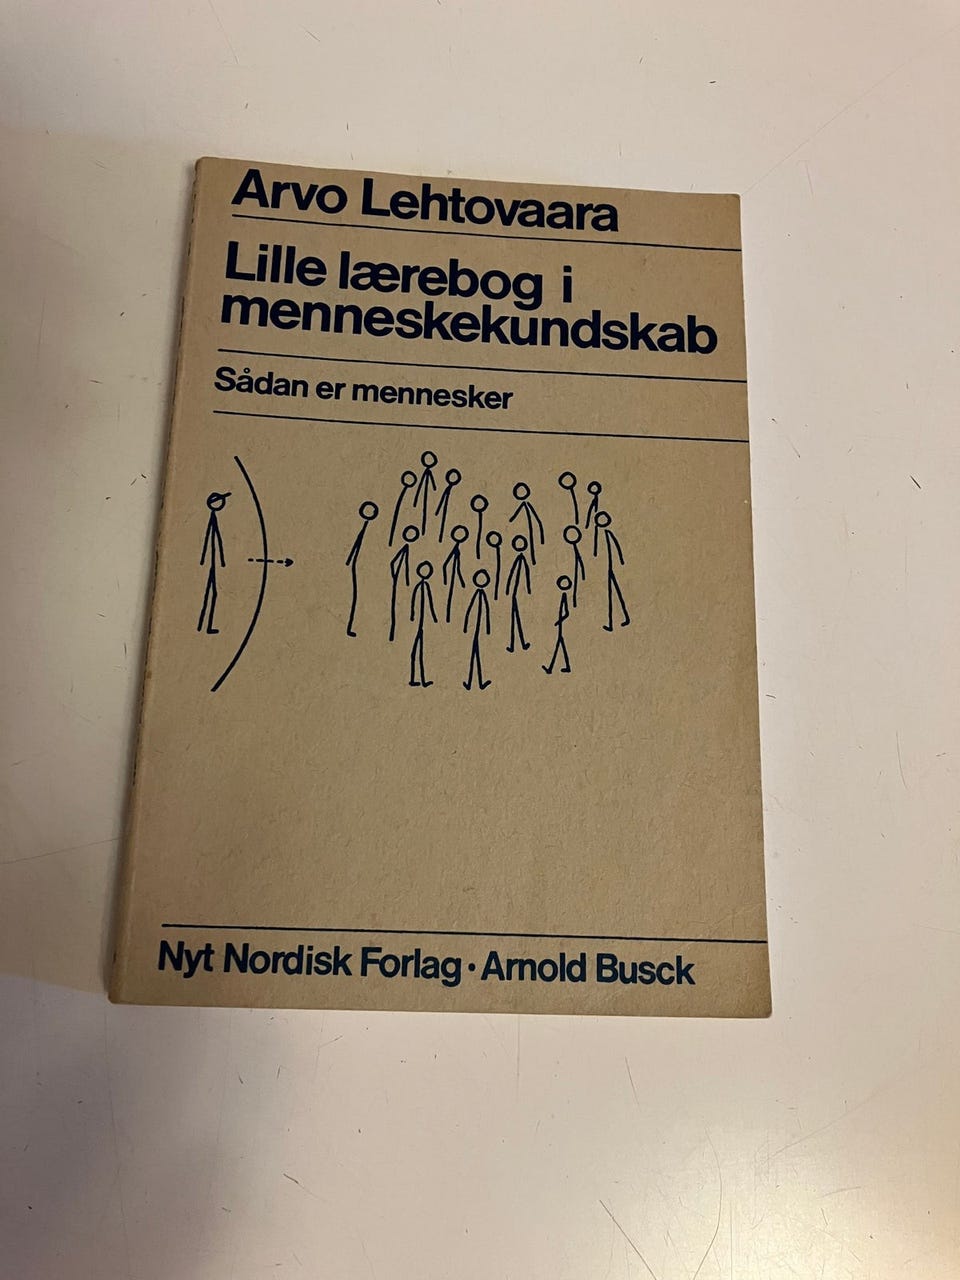 Arvo Lehtovaara
Lille lærebog i
menneskekundskab
Sådan er mennesker
Nyt Nordisk Forlag · Arnold Busck